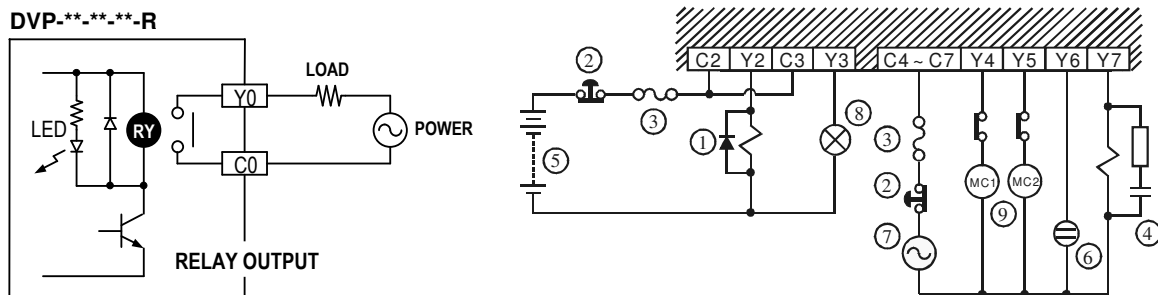 DVP-**-**-**-R
LED
RY
Y0
C0
LOAD
POWER
RELAY OUTPUT
C2 Y2 C3 Y3 C4 ~ C7 Y4 Y5 Y6 Y7
2
3
1
8
5
3
2
7
MC1 MC2
9
6
4